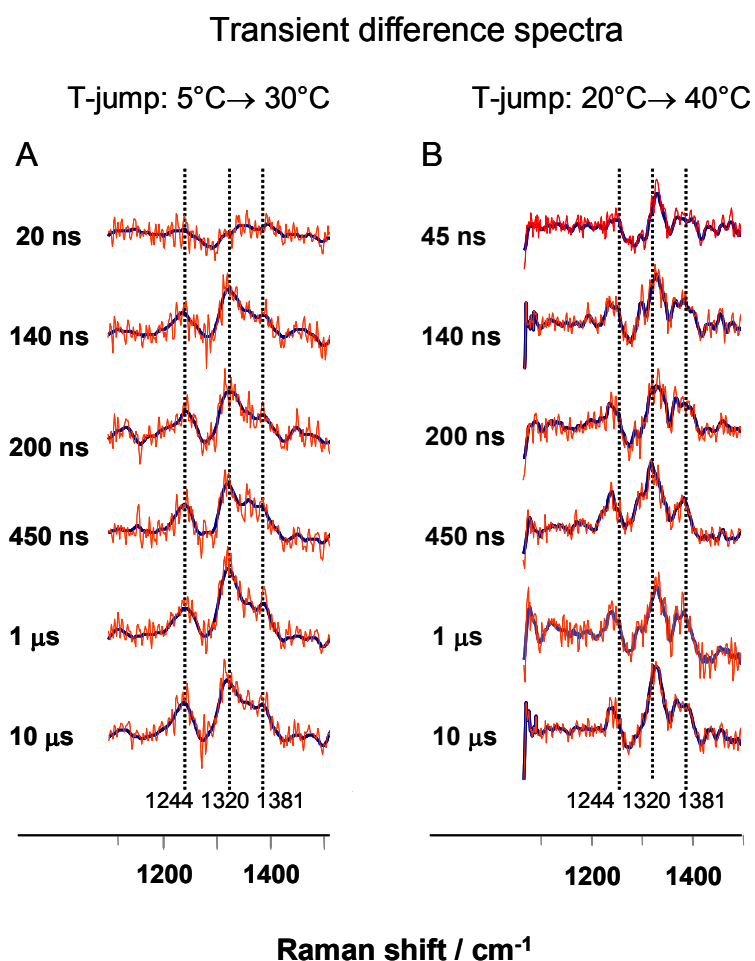 Transient difference spectra
T-jump: 5°C→ 30°C
T-jump: 20°C→ 40°C
A
B
20 ns
140 ns
200 ns
450 ns
1 μs
10 μs
1244 1320 1381
1200 1400
45 ns
140 ns
200 ns
450 ns
1 μs
10 μs
1244 1320 1381
1200 1400
Raman shift / cm-1